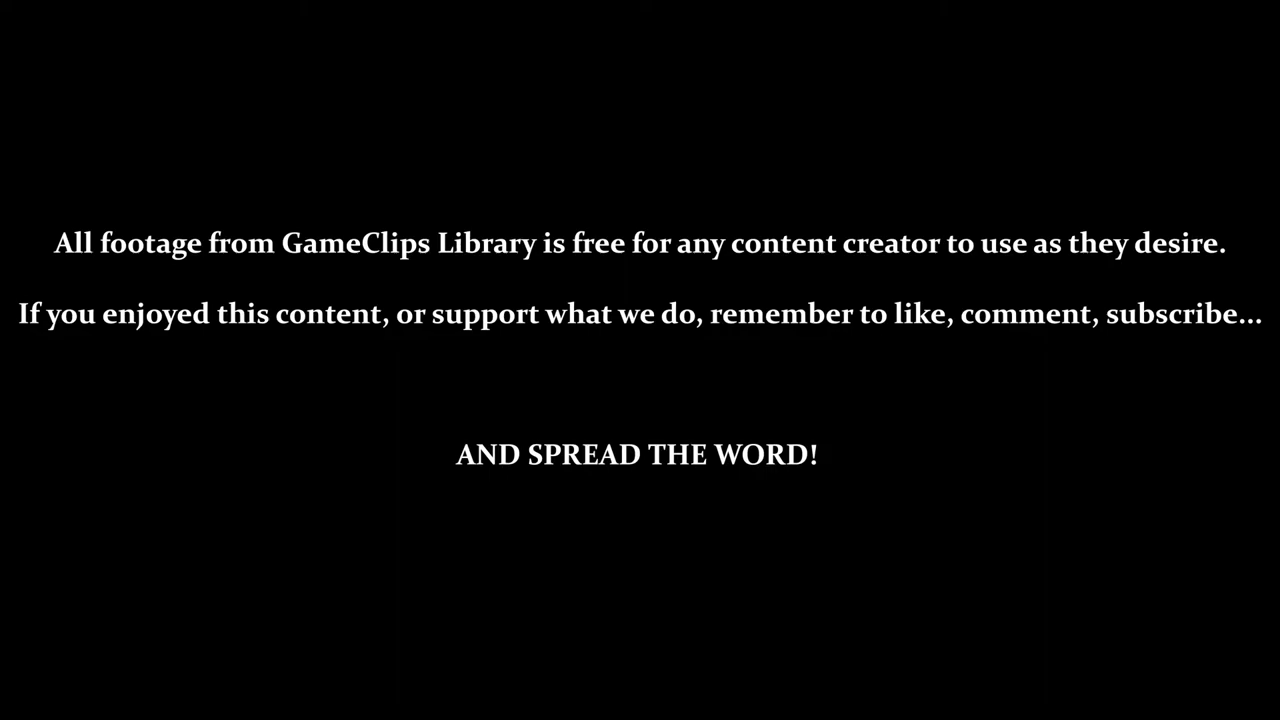 All footage from GameClips Library is free for any content creator to use as they desire.
If you enjoyed this content, or support what we do, remember to like, comment, subscribe...
AND SPREAD THE WORD!